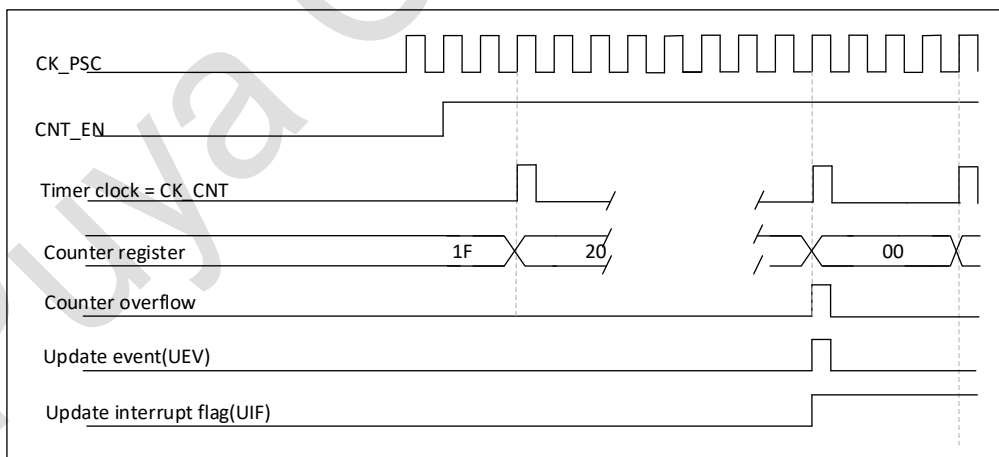 CK_PSC
CNT_EN
Timer clock = CK_CNT
Counter register 1F 20 00
Counter overflow
Update event(UEV)
Update interrupt flag(UIF)
Puya